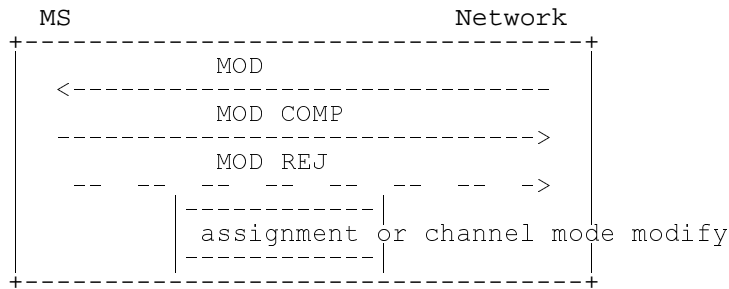 MS Network
MOD
MOD COMP
MOD REJ
assignment or channel mode modify